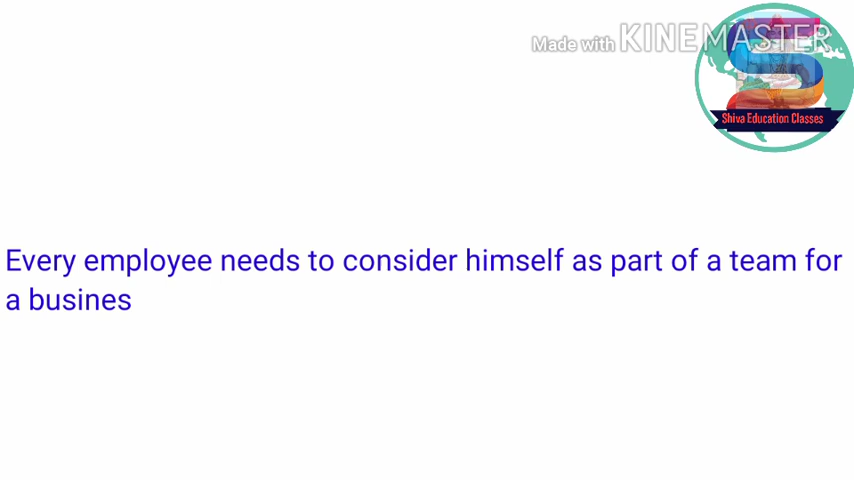 Made with KINEMASTER
Shiva Education Classes
Every employee needs to consider himself as part of a team for
a busines